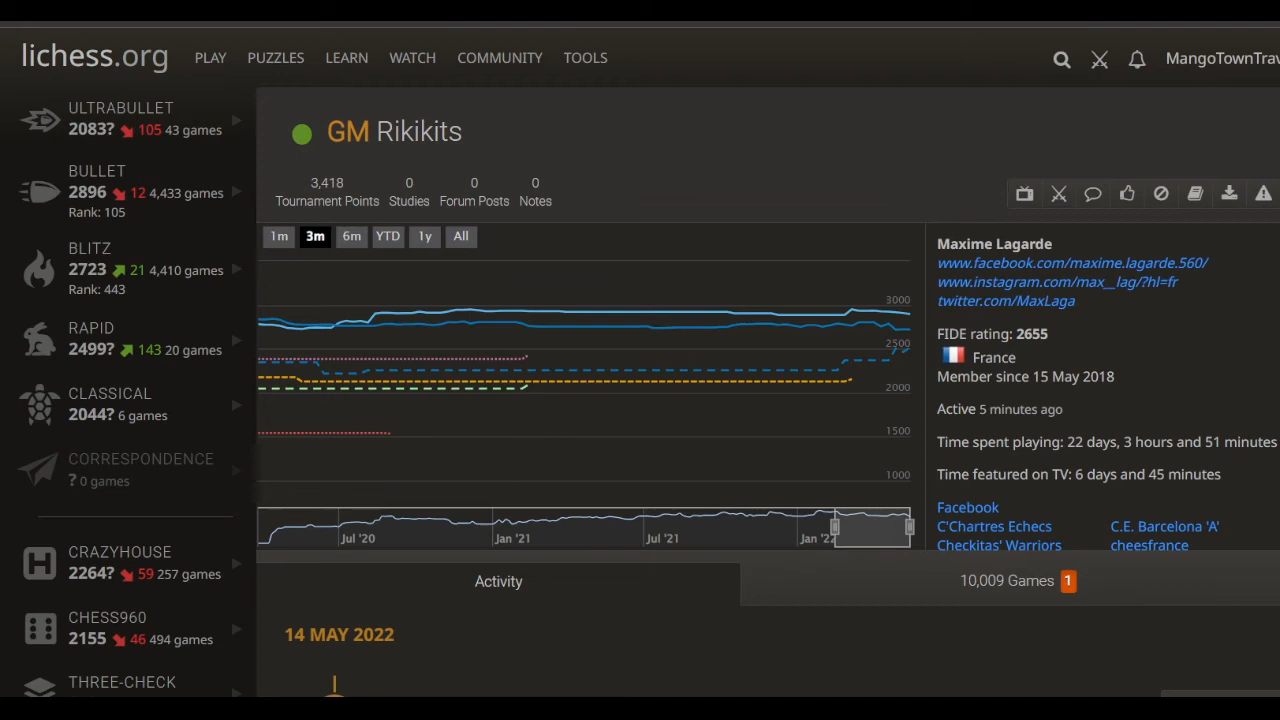 lichess.org PLAY PUZZLES LEARN WATCH COMMUNITY TOOLS MangoTownTrav
ULTRABULLET
2083? 105 43 games
BULLET
2896 12 4,433 games
Rank: 105
BLITZ
2723 21 4,410 games
Rank: 443
RAPID
2499? 143 20 games
CLASSICAL
2044? 6 games
CORRESPONDENCE
? 0 games
CRAZYHOUSE
2264? 59 257 games
CHESS960
2155 46 494 games
THREE-CHECK
GM Rikikits
3,418 0 0 0
Tournament Points Studies Forum Posts Notes
1m 3m 6m YTD 1y All
3000
2500
2000
1500
1000
Jul '20 Jan '21 Jul '21 Jan '22
Maxime Lagarde
www.facebook.com/maxime.lagarde.560/
www.instagram.com/max__lag/?hl=fr
twitter.com/MaxLaga
FIDE rating: 2655
France
Member since 15 May 2018
Active 5 minutes ago
Time spent playing: 22 days, 3 hours and 51 minutes
Time featured on TV: 6 days and 45 minutes
Facebook
C'Chartres Echecs C.E. Barcelona 'A'
Checkitas' Warriors cheesfrance
Activity 10,009 Games 1
14 MAY 2022